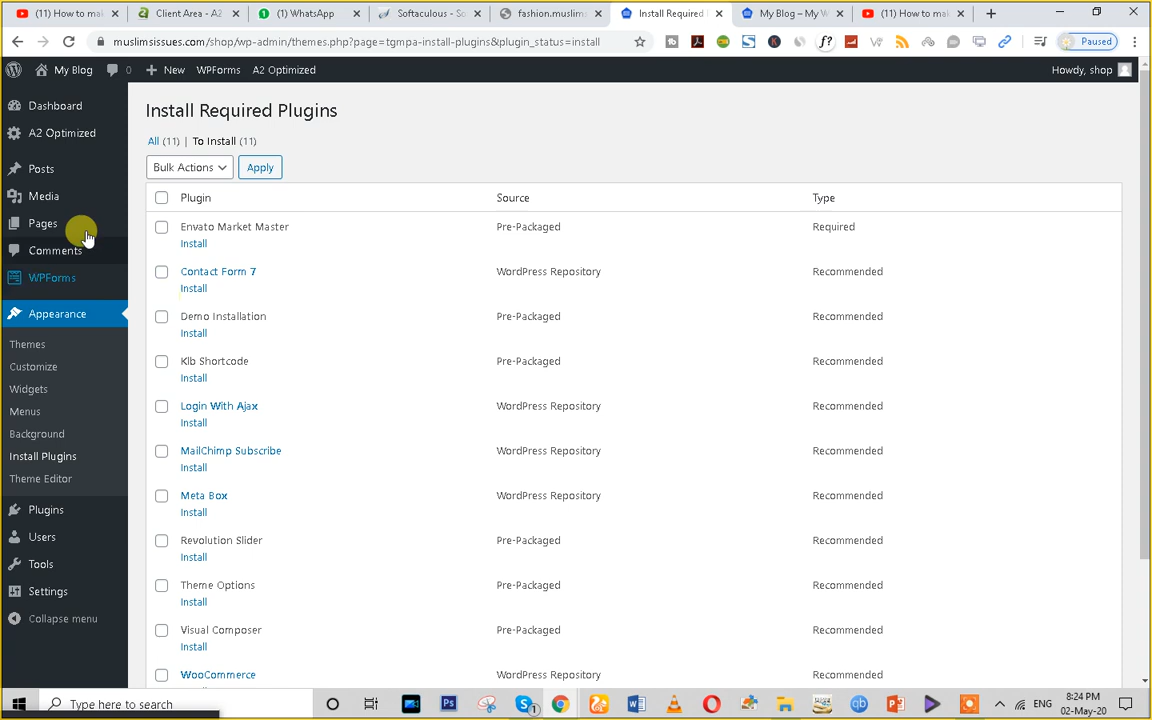 (11) How to mak
Client Area - A2
(1) WhatsApp
Softaculous - So
fashion.muslims
Install Required
My Blog – My W
(11) How to mak
muslimsissues.com/shop/wp-admin/themes.php?page=tgmpa-install-plugins&plugin_status=install
Paused
My Blog 0 New WPForms A2 Optimized Howdy, shop
Dashboard
A2 Optimized
Posts
Media
Pages
Comments
WPForms
Appearance
Themes
Customize
Widgets
Menus
Background
Install Plugins
Theme Editor
Plugins
Users
Tools
Settings
Collapse menu
Install Required Plugins
All (11) | To Install (11)
Bulk Actions Apply
Plugin Source Type
Envato Market Master Pre-Packaged Required
Install
Contact Form 7 WordPress Repository Recommended
Install
Demo Installation Pre-Packaged Recommended
Install
Klb Shortcode Pre-Packaged Recommended
Install
Login With Ajax WordPress Repository Recommended
Install
MailChimp Subscribe WordPress Repository Recommended
Install
Meta Box WordPress Repository Recommended
Install
Revolution Slider Pre-Packaged Recommended
Install
Theme Options Pre-Packaged Recommended
Install
Visual Composer Pre-Packaged Recommended
Install
WooCommerce WordPress Repository Recommended
Type here to search
ENG
8:24 PM
02-May-20